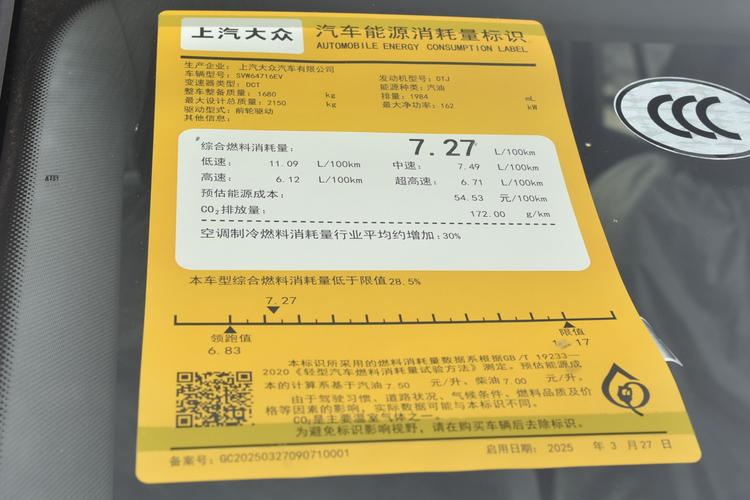 上汽大众 汽车能源消耗量标识
AUTOMOBILE ENERGY CONSUMPTION LABEL
生产企业: 上汽大众汽车有限公司
车辆型号: SVW64716EV 发动机型号: DTJ
变速器类型: DCT 能源种类: 汽油
整车整备质量: 1680 kg 排量: 1984 mL
最大设计总质量: 2150 kg 最大净功率: 162 kW
驱动型式: 前轮驱动
其他信息:
综合燃料消耗量: 7.27 L/100km
低速: 11.09 L/100km 中速: 7.49 L/100km
高速: 6.12 L/100km 超高速: 6.71 L/100km
预估能源成本: 54.53 元/100km
CO₂排放量: 172.00 g/km
空调制冷燃料消耗量行业平均约增加: 30%
本车型综合燃料消耗量低于限值28.5%
7.27
领跑值 限值
6.83 17
本标识所采用的燃料消耗量数据系根据GB/T 19233—
2020《轻型汽车燃料消耗量试验方法》测定。预估能源成
本的计算系基于汽油7.50 元/升、柴油7.00 元/升。
由于驾驶习惯、道路状况、气候条件、燃料品质及价
格等因素的影响, 实际数据可能与本标识不同。
CO₂是主要温室气体之一。
为避免标识影响视野, 请在购买车辆后去除标识。
备案号: GC20250327090710001 启用日期: 2025 年 3 月 27 日
CCC